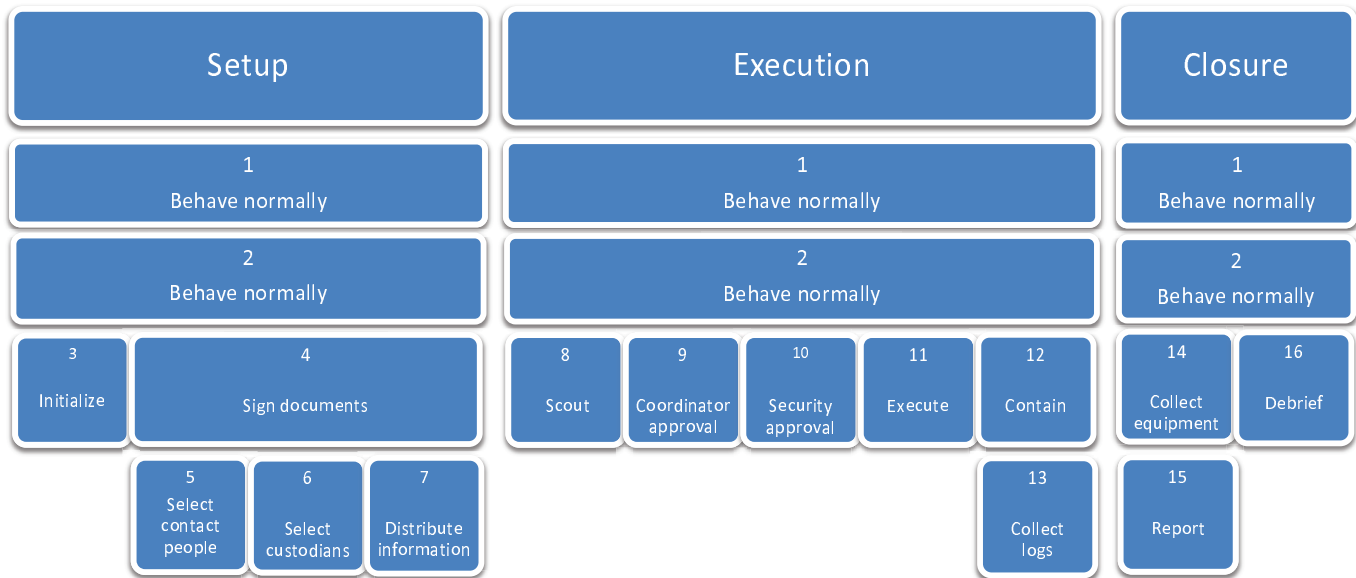 Setup
Execution
Closure
1
Behave normally
1
Behave normally
1
Behave normally
2
Behave normally
2
Behave normally
2
Behave normally
3
Initialize
4
Sign documents
8
Scout
9
Coordinator
approval
10
Security
approval
11
Execute
12
Contain
14
Collect
equipment
16
Debrief
5
Select
contact
people
6
Select
custodians
7
Distribute
information
13
Collect
logs
15
Report